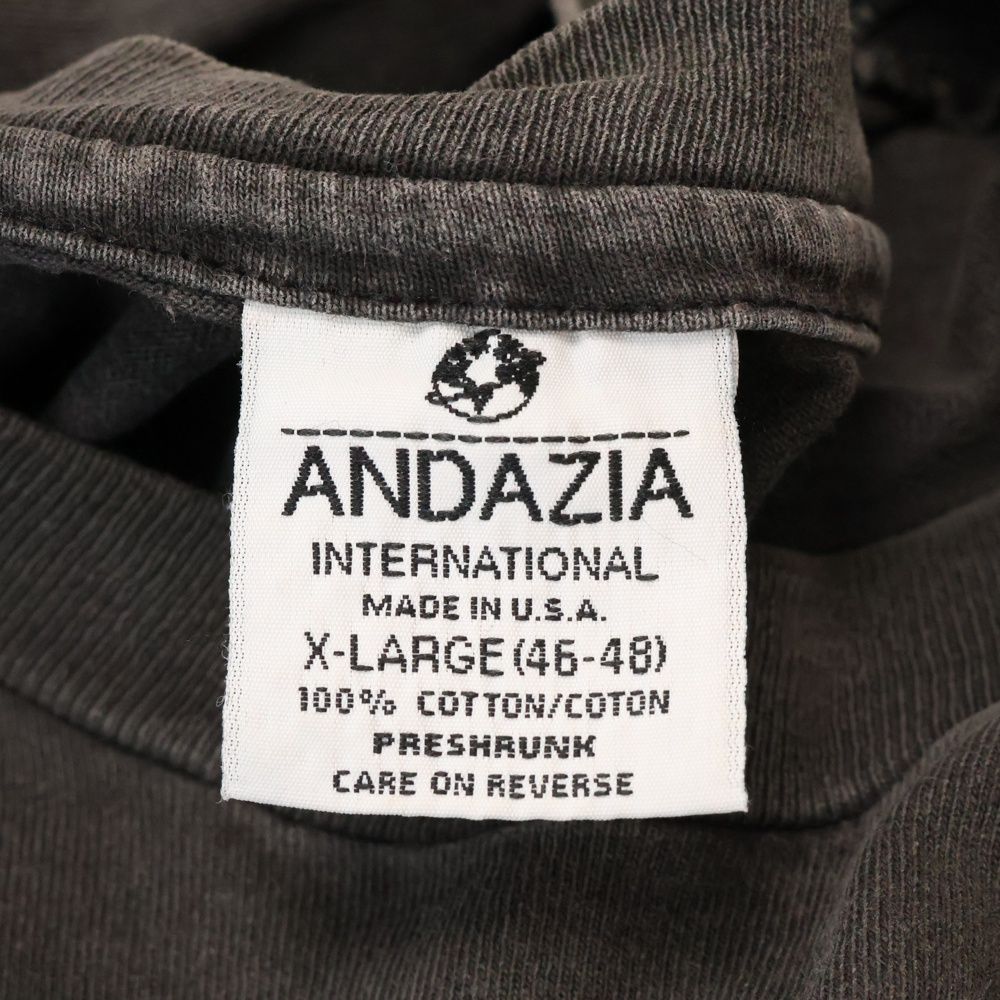 ANDAZIA
INTERNATIONAL
MADE IN U.S.A.
X-LARGE (46-48)
100% COTTON/COTON
PRESHRUNK
CARE ON REVERSE